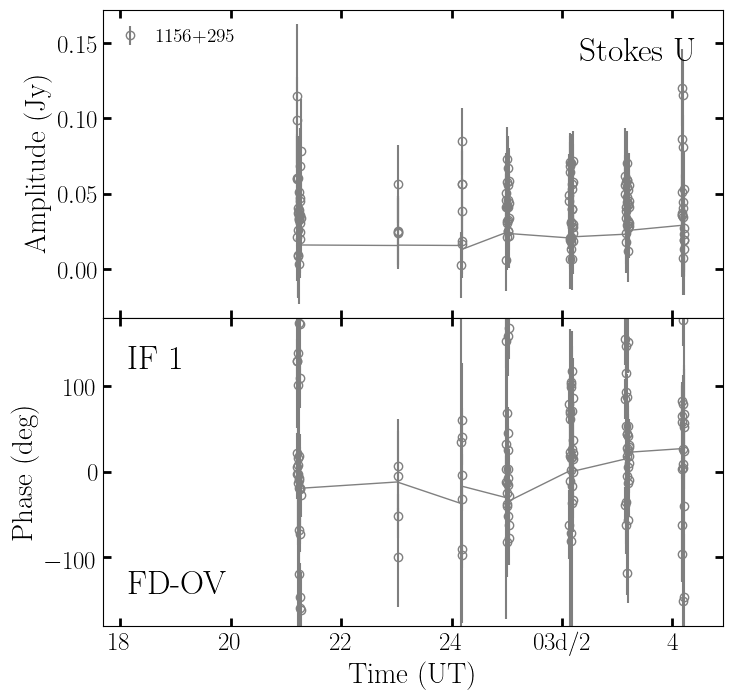 1156+295
Stokes U
0.15
0.10
0.05
0.00
Amplitude (Jy)
IF 1
100
0
−100
Phase (deg)
FD-OV
18 20 22 24 03d/2 4
Time (UT)